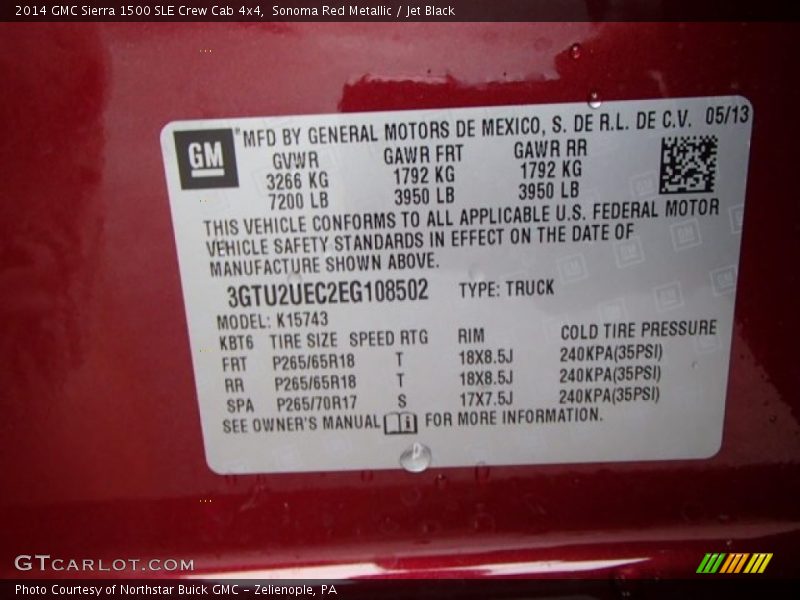 2014 GMC Sierra 1500 SLE Crew Cab 4x4,  Sonoma Red Metallic / Jet Black
GM ® MFD BY GENERAL MOTORS DE MEXICO, S. DE R.L. DE C.V. 05/13
GVWR GAWR FRT GAWR RR
3266 KG 1792 KG 1792 KG
7200 LB 3950 LB 3950 LB
THIS VEHICLE CONFORMS TO ALL APPLICABLE U.S. FEDERAL MOTOR
VEHICLE SAFETY STANDARDS IN EFFECT ON THE DATE OF
MANUFACTURE SHOWN ABOVE.
3GTU2UEC2EG108502 TYPE: TRUCK
MODEL: K15743
KBT6 TIRE SIZE SPEED RTG RIM COLD TIRE PRESSURE
FRT P265/65R18 T 18X8.5J 240KPA(35PSI)
RR P265/65R18 T 18X8.5J 240KPA(35PSI)
SPA P265/70R17 S 17X7.5J 240KPA(35PSI)
SEE OWNER'S MANUAL FOR MORE INFORMATION.
GTCARLOT.COM
Photo Courtesy of Northstar Buick GMC - Zelienople, PA